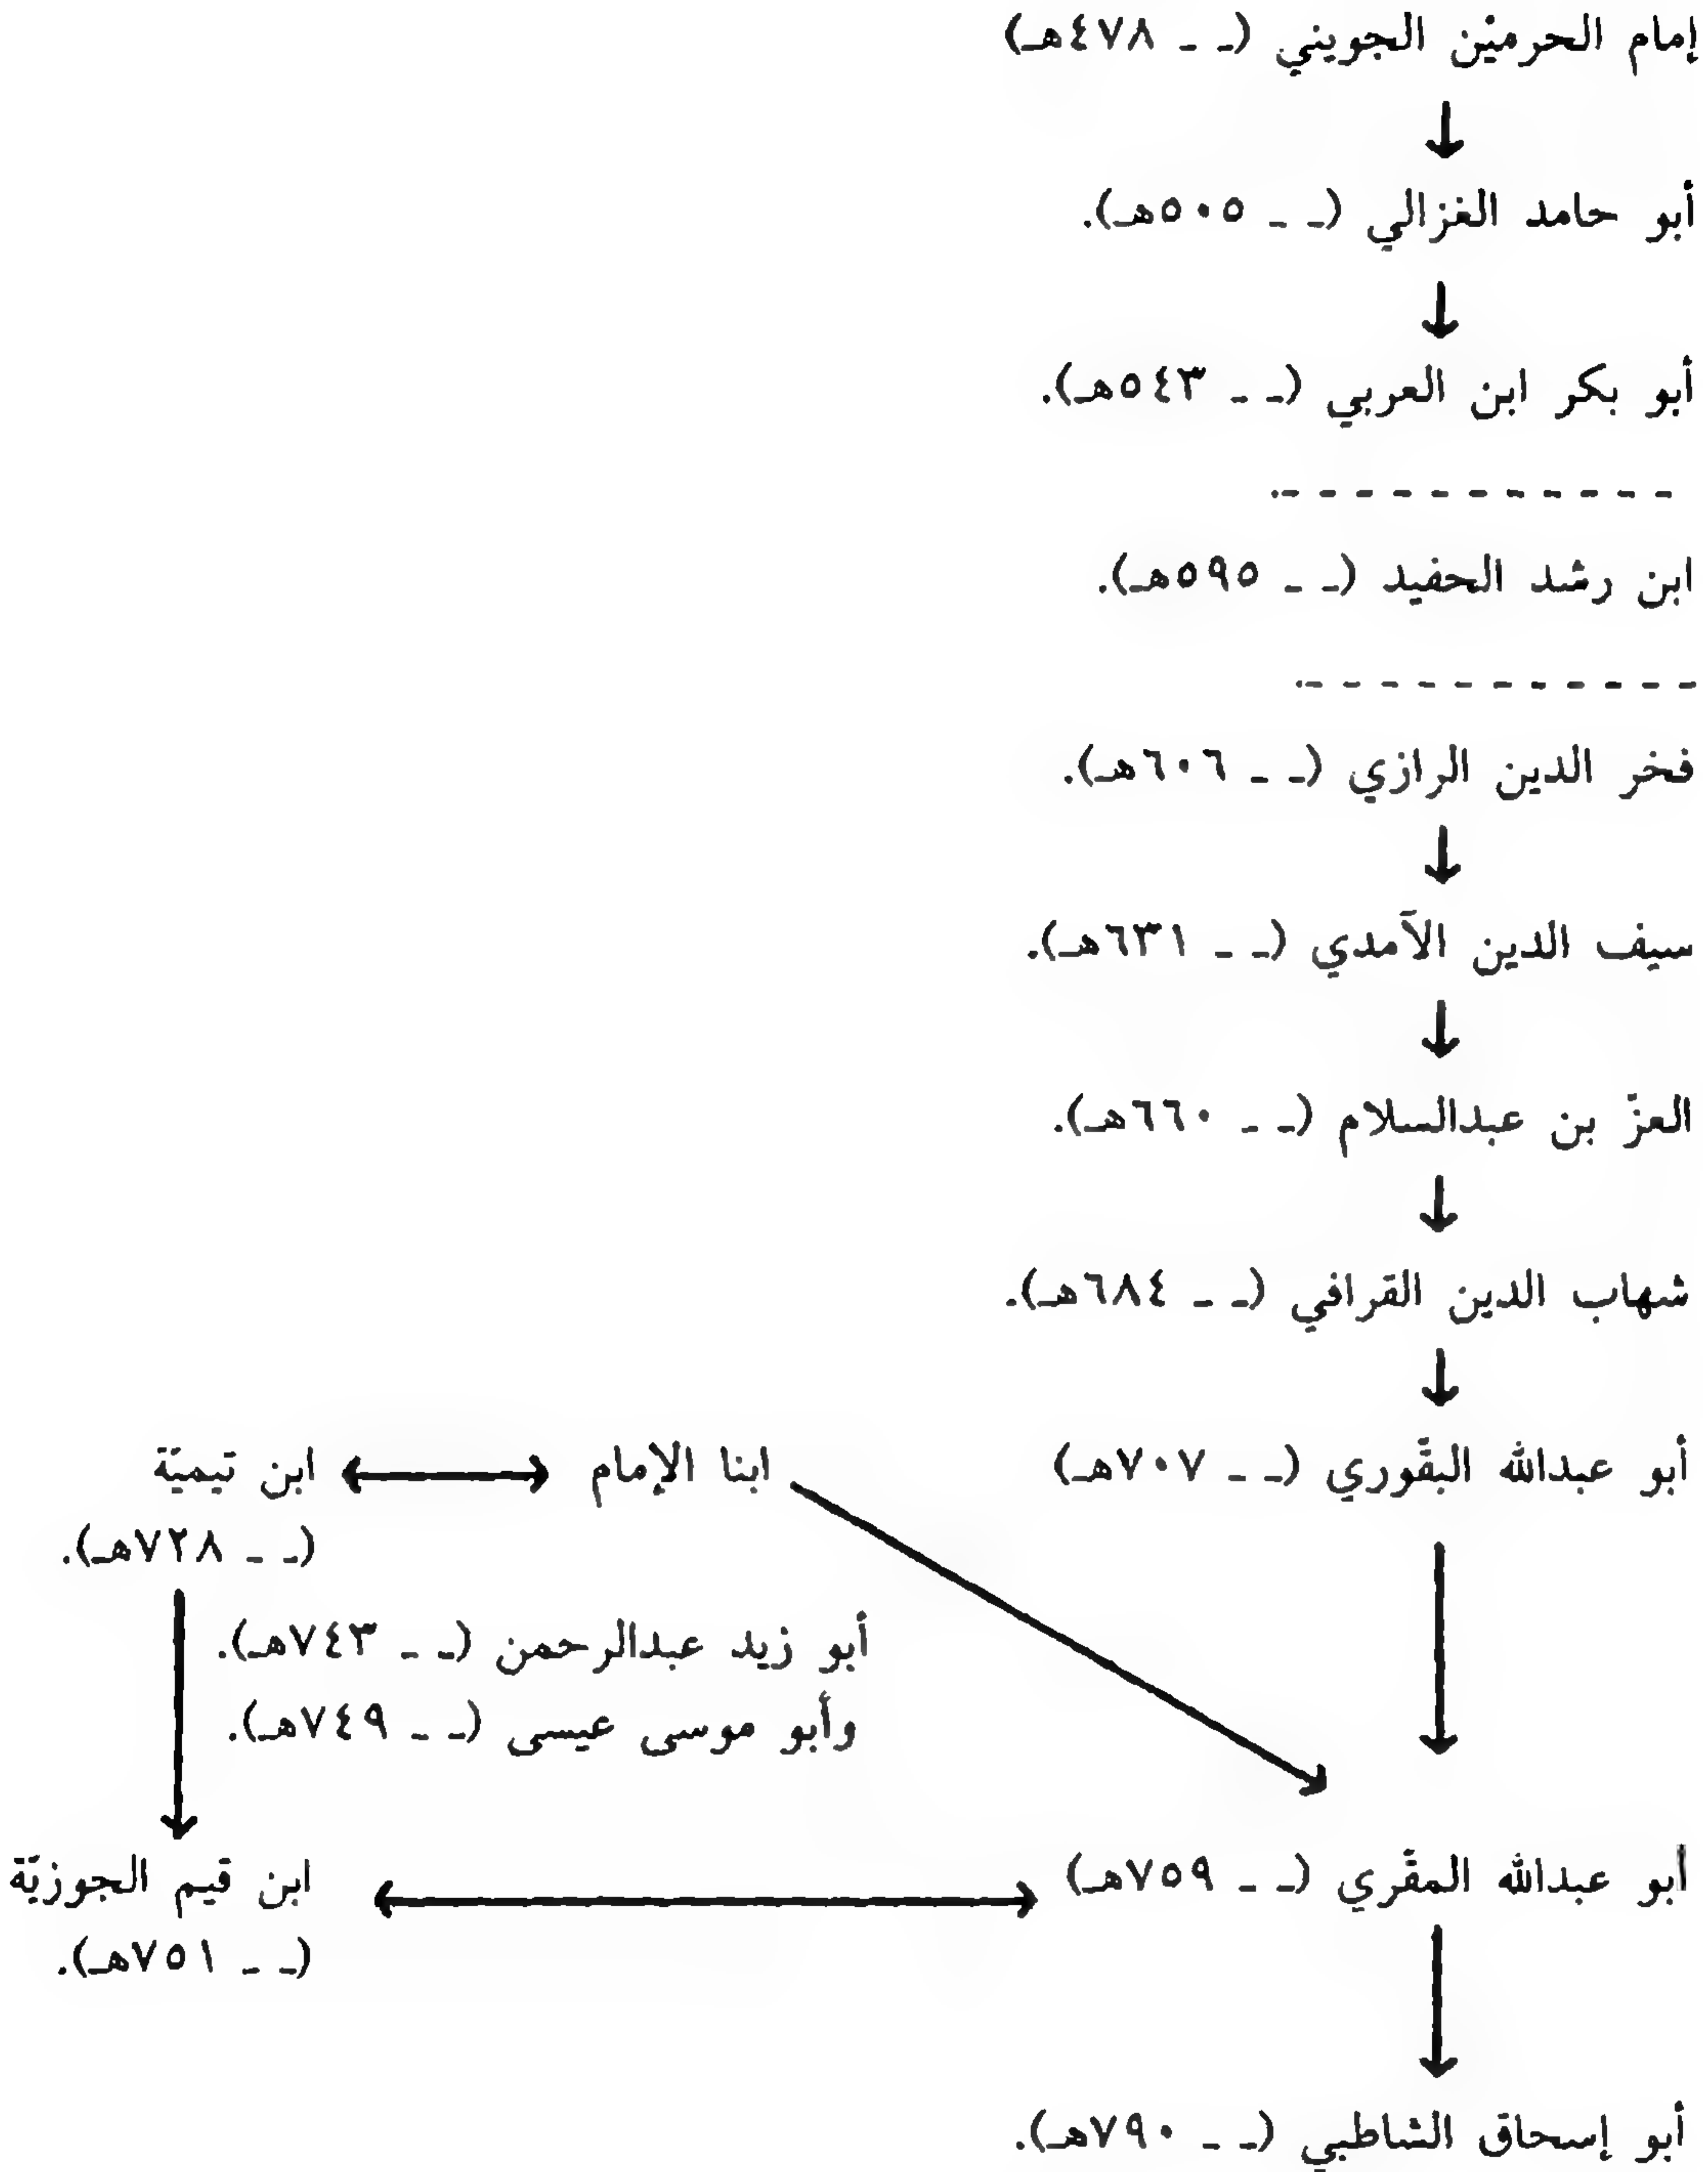 إمام الحرميْن الجويني (ـ ـ ٤٧٨هـ)
أبو حامد الغزالي (ـ ـ ٥٠٥هـ).
أبو بكر ابن العربي (ـ ـ ٥٤٣هـ).
ابن رشد الحفيد (ـ ـ ٥٩٥هـ).
فخر الدين الرازي (ـ ـ ٦٠٦هـ).
سيف الدين الآمدي (ـ ـ ٦٣١هـ).
العزّ بن عبدالسلام (ـ ـ ٦٦٠هـ).
شهاب الدين القرافي (ـ ـ ٦٨٤هـ).
أبو عبدالله البقّوري (ـ ـ ٧٠٧هـ)
ابنا الإمام
ابن تيميّة
(ـ ـ ٧٢٨هـ).
أبو زيد عبدالرحمن (ـ ـ ٧٤٣هـ).
وأبو موسى عيسى (ـ ـ ٧٤٩هـ).
أبو عبدالله المقّري (ـ ـ ٧٥٩هـ)
ابن قيم الجوزيّة
(ـ ـ ٧٥١هـ).
أبو إسحاق الشاطبي (ـ ـ ٧٩٠هـ).